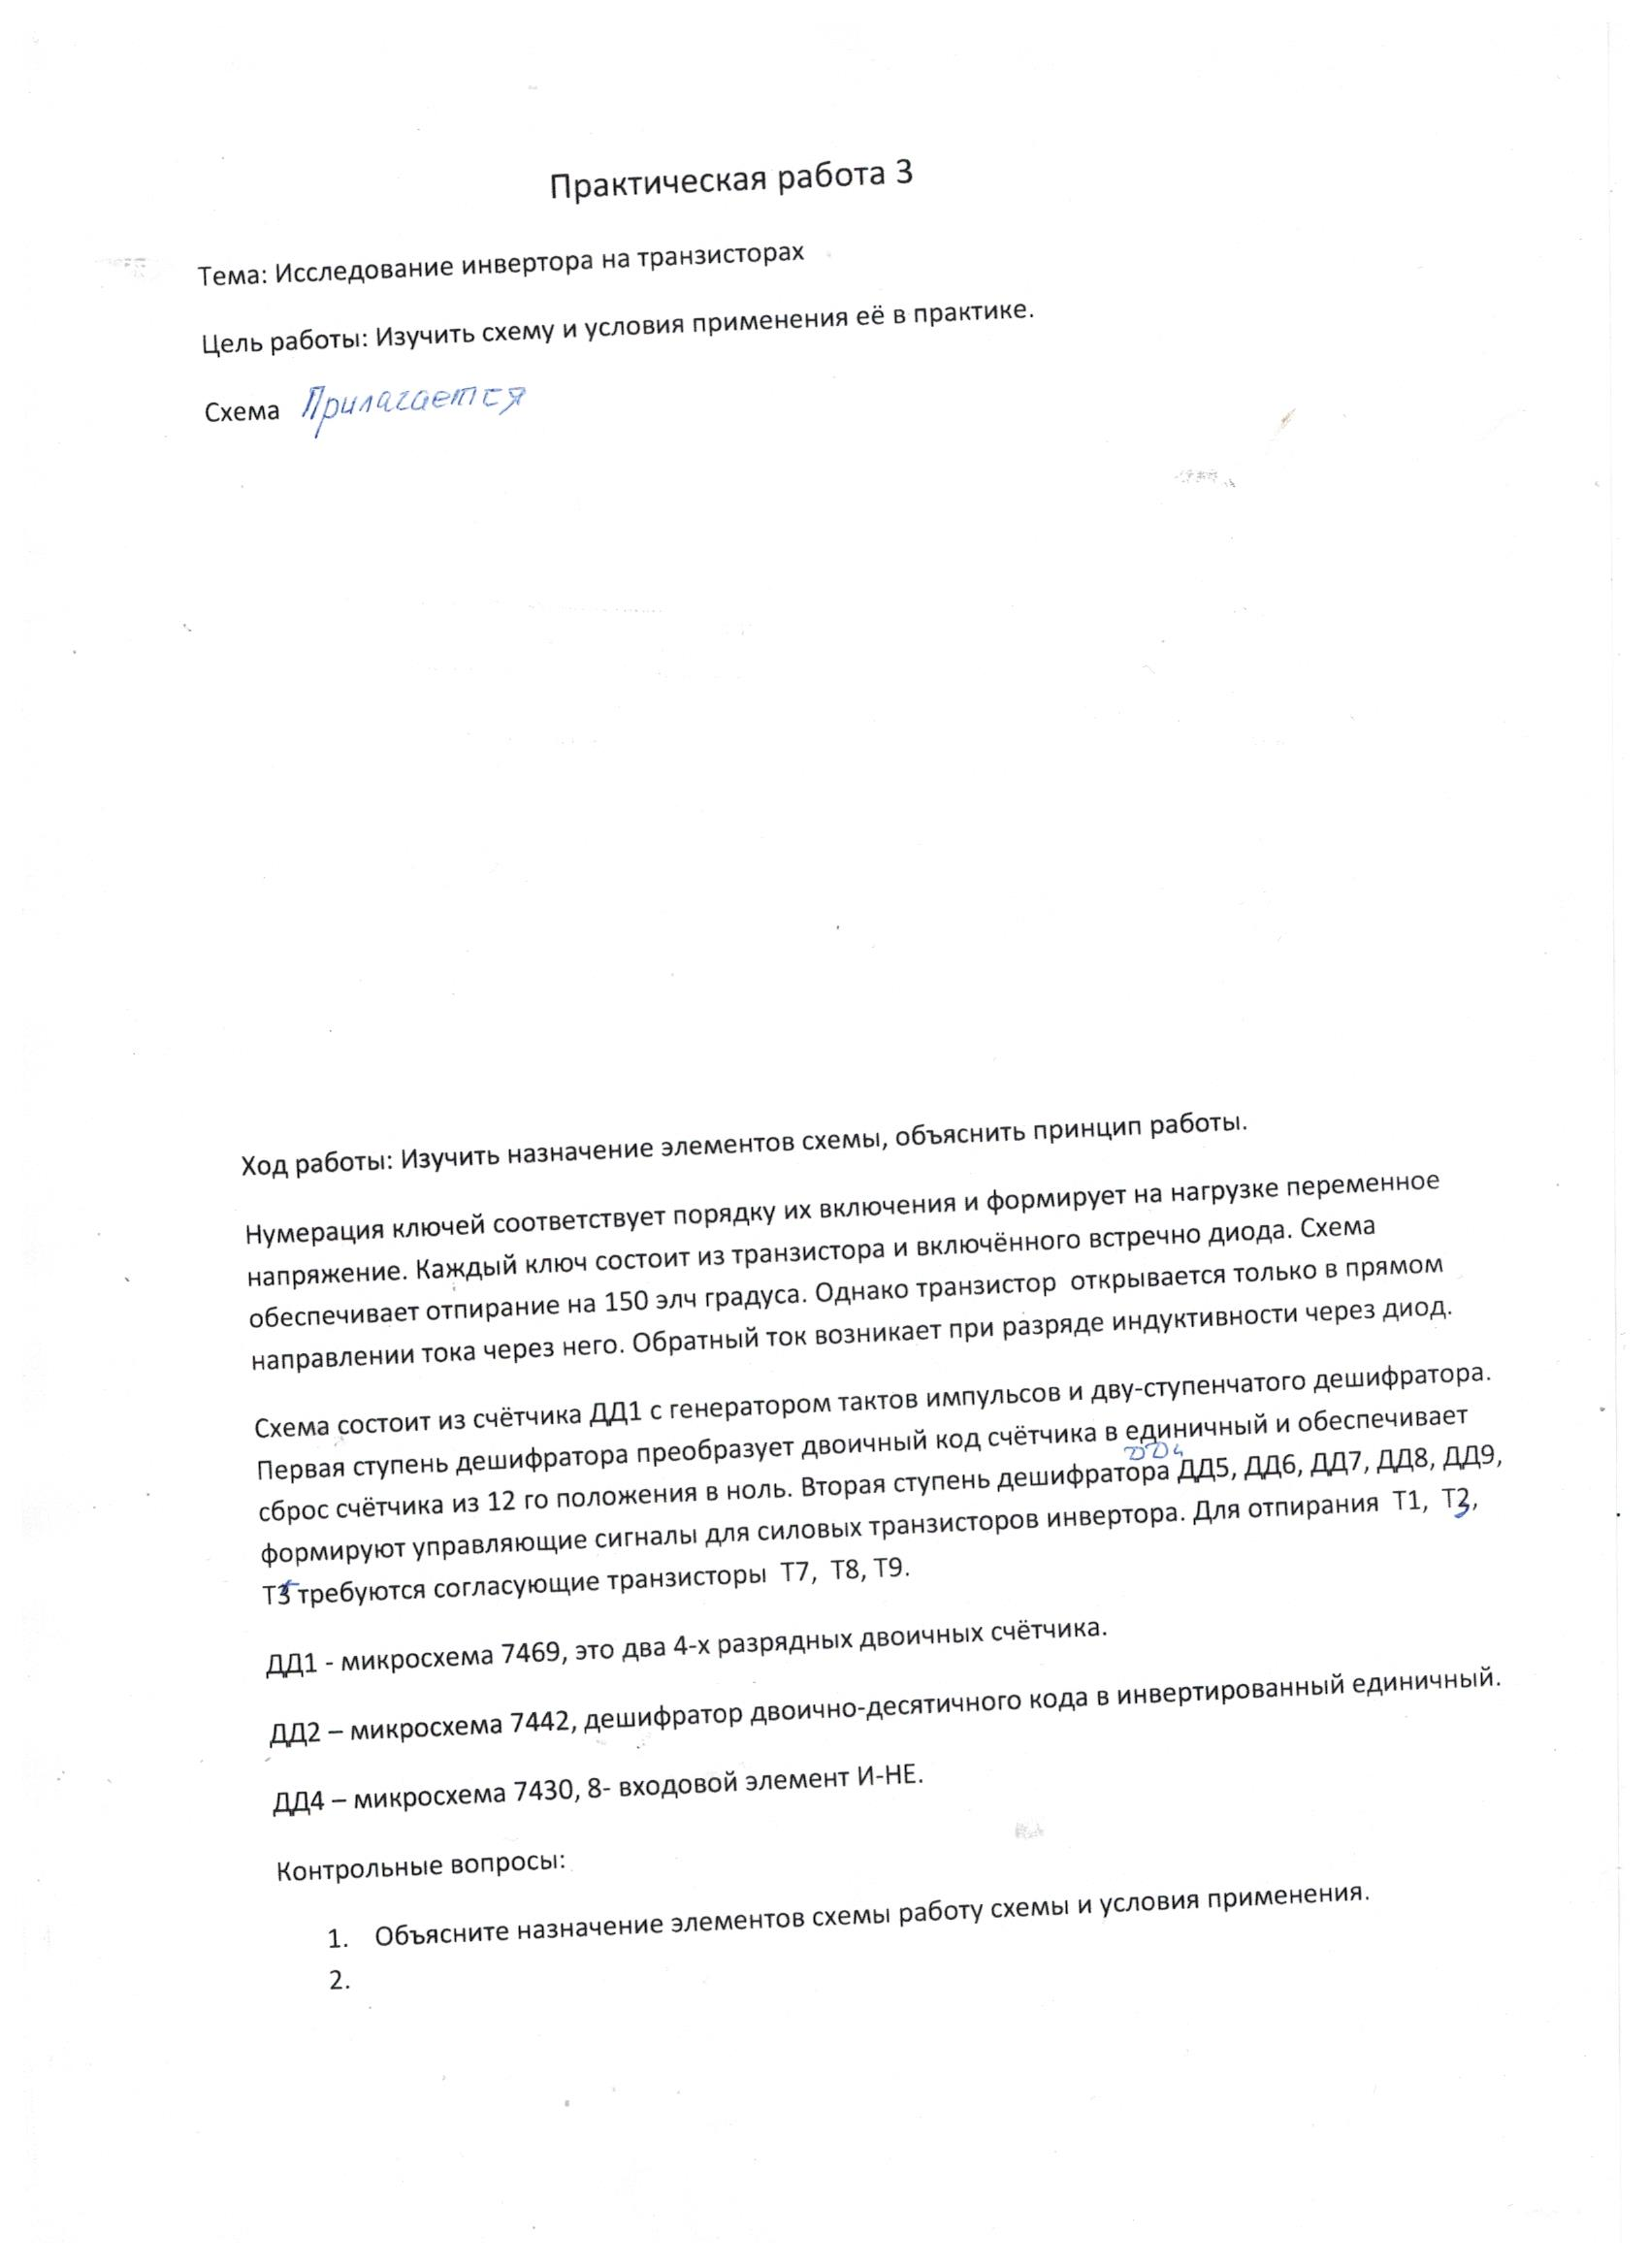 Практическая работа 3
Тема: Исследование инвертора на транзисторах
Цель работы: Изучить схему и условия применения её в практике.
Схема Прилагается
Ход работы: Изучить назначение элементов схемы, объяснить принцип работы.
Нумерация ключей соответствует порядку их включения и формирует на нагрузке переменное
напряжение. Каждый ключ состоит из транзистора и включённого встречно диода. Схема
обеспечивает отпирание на 150 элч градуса. Однако транзистор открывается только в прямом
направлении тока через него. Обратный ток возникает при разряде индуктивности через диод.
Схема состоит из счётчика ДД1 с генератором тактов импульсов и дву-ступенчатого дешифратора.
Первая ступень дешифратора преобразует двоичный код счётчика в единичный и обеспечивает
DD4
сброс счётчика из 12 го положения в ноль. Вторая ступень дешифратора ДД5, ДД6, ДД7, ДД8, ДД9,
формируют управляющие сигналы для силовых транзисторов инвертора. Для отпирания Т1, Т3,
Т5 требуются согласующие транзисторы Т7, Т8, Т9.
ДД1 - микросхема 7469, это два 4-х разрядных двоичных счётчика.
ДД2 – микросхема 7442, дешифратор двоично-десятичного кода в инвертированный единичный.
ДД4 – микросхема 7430, 8- входовой элемент И-НЕ.
Контрольные вопросы:
1. Объясните назначение элементов схемы работу схемы и условия применения.
2.